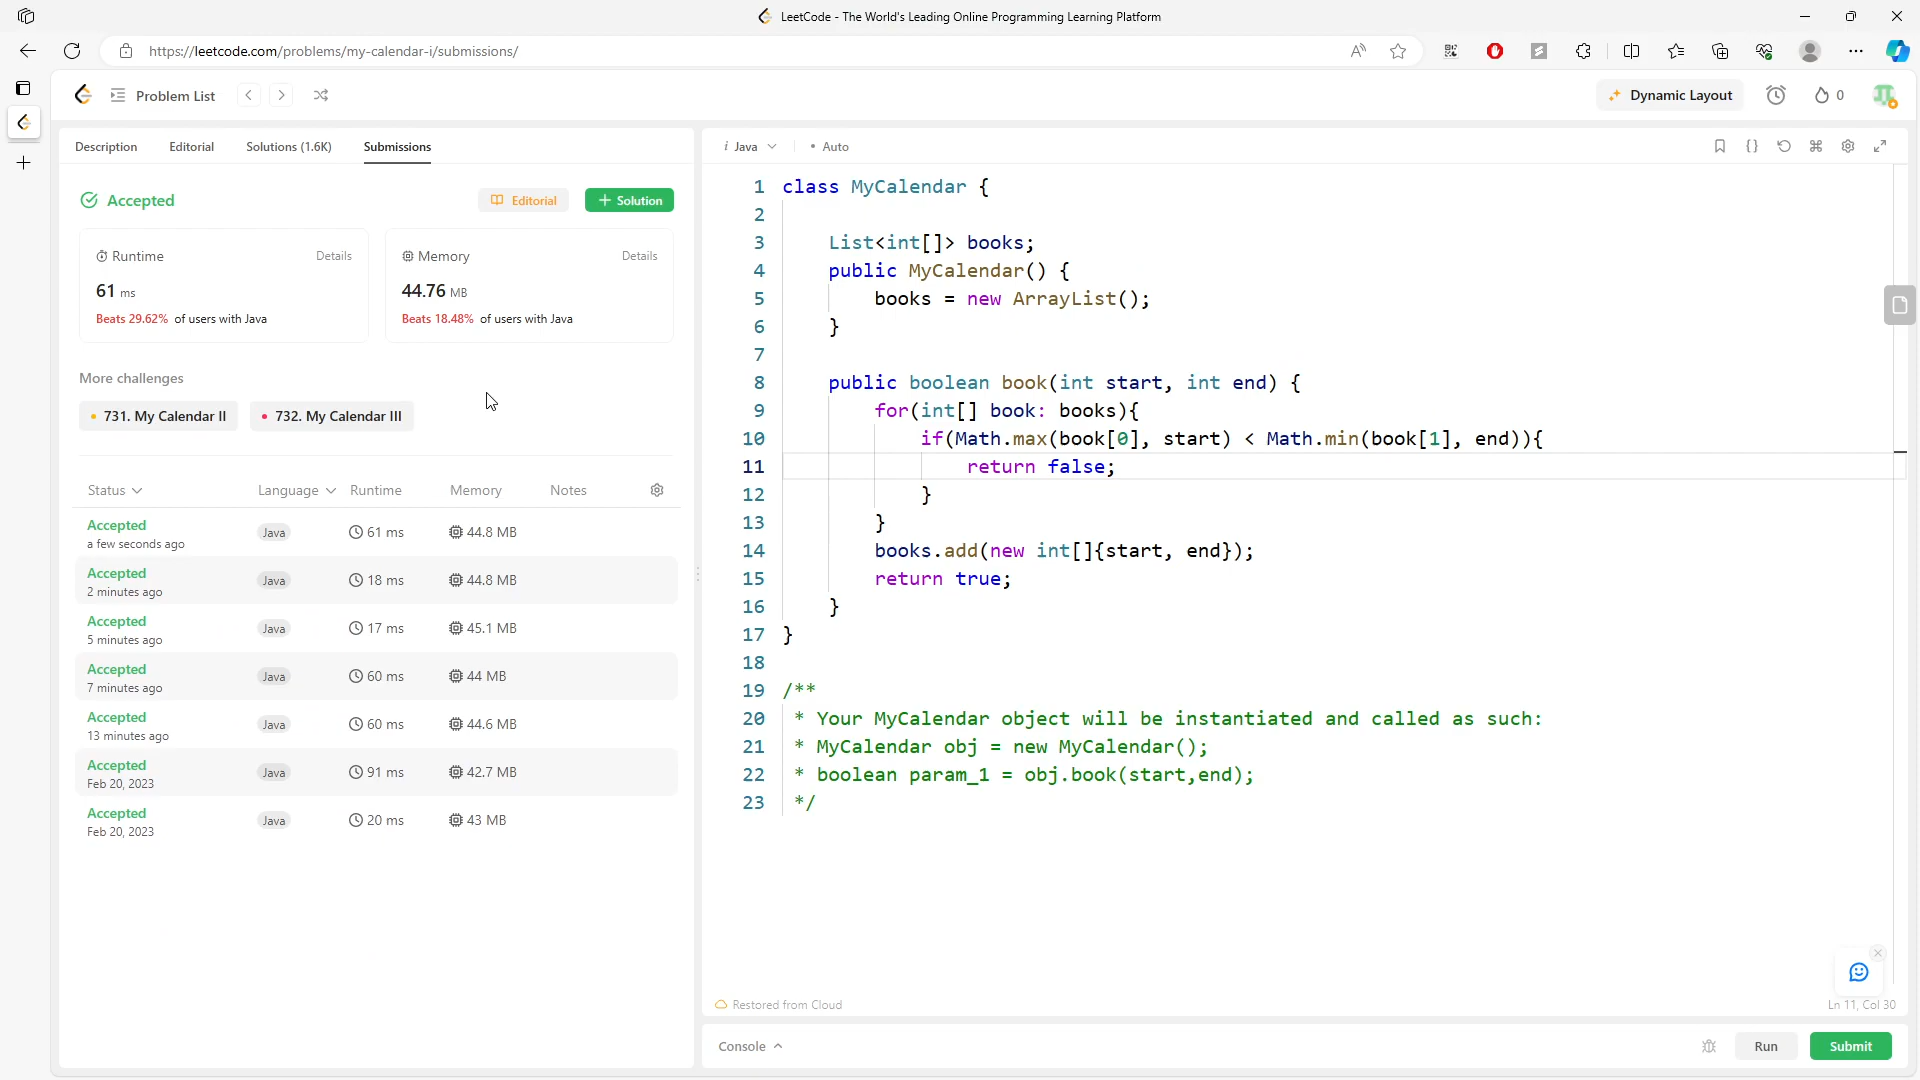 LeetCode - The World's Leading Online Programming Learning Platform
https://leetcode.com/problems/my-calendar-i/submissions/
Problem List
Dynamic Layout
0
Description Editorial Solutions (1.6K) Submissions
Accepted
Editorial
+ Solution
Runtime Details
61 ms
Beats 29.62% of users with Java
Memory Details
44.76 MB
Beats 18.48% of users with Java
More challenges
731. My Calendar II
732. My Calendar III
Status Language Runtime Memory Notes
Accepted
a few seconds ago
Java 61 ms 44.8 MB
Accepted
2 minutes ago
Java 18 ms 44.8 MB
Accepted
5 minutes ago
Java 17 ms 45.1 MB
Accepted
7 minutes ago
Java 60 ms 44 MB
Accepted
13 minutes ago
Java 60 ms 44.6 MB
Accepted
Feb 20, 2023
Java 91 ms 42.7 MB
Accepted
Feb 20, 2023
Java 20 ms 43 MB
i Java • Auto
1 class MyCalendar {
2
3 List<int[]> books;
4 public MyCalendar() {
5 books = new ArrayList();
6 }
7
8 public boolean book(int start, int end) {
9 for(int[] book: books){
10 if(Math.max(book[0], start) < Math.min(book[1], end)){
11 return false;
12 }
13 }
14 books.add(new int[]{start, end});
15 return true;
16 }
17 }
18
19 /**
20 * Your MyCalendar object will be instantiated and called as such:
21 * MyCalendar obj = new MyCalendar();
22 * boolean param_1 = obj.book(start,end);
23 */
Restored from Cloud
Ln 11, Col 30
Console
Run
Submit